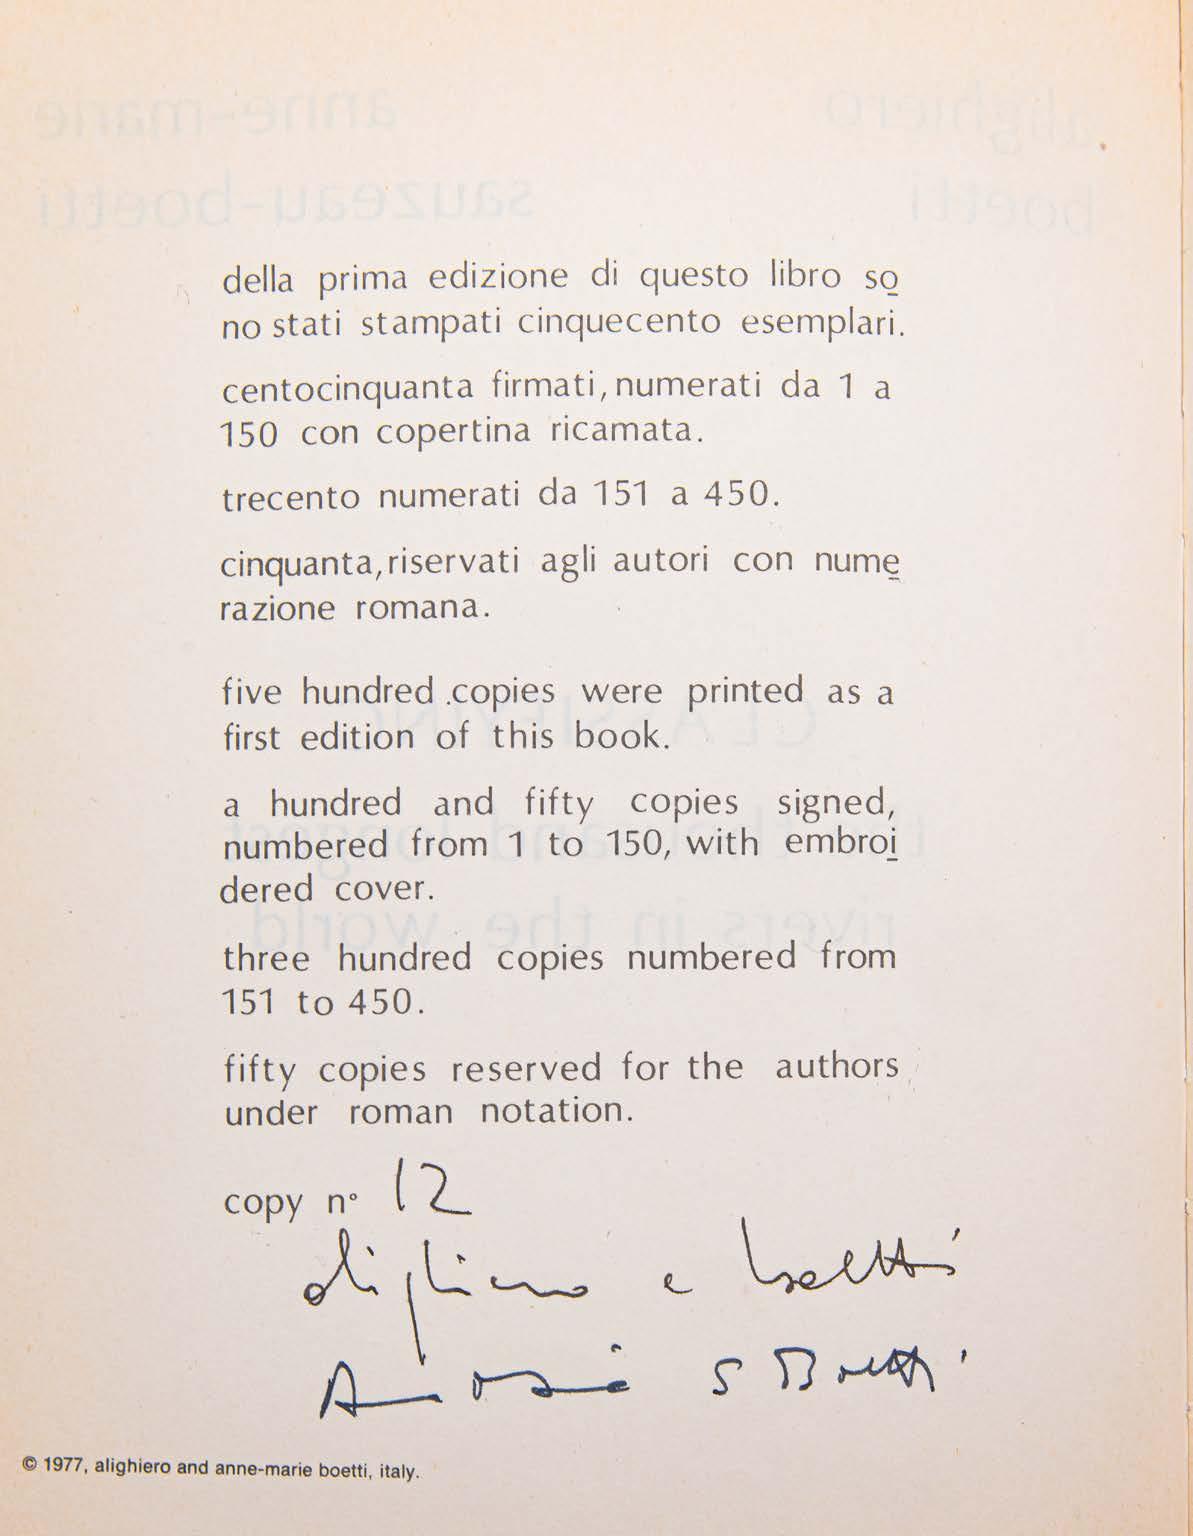 della prima edizione di questo libro so
no stati stampati cinquecento esemplari.
centocinquanta firmati, numerati da 1 a
150 con copertina ricamata.
trecento numerati da 151 a 450.
cinquanta, riservati agli autori con nume
razione romana.
five hundred copies were printed as a
first edition of this book.
a hundred and fifty copies signed,
numbered from 1 to 150, with embroi
dered cover.
three hundred copies numbered from
151 to 450.
fifty copies reserved for the authors
under roman notation.
copy n° 12
alighiero e boetti
S Boetti
© 1977, alighiero and anne-marie boetti, italy.